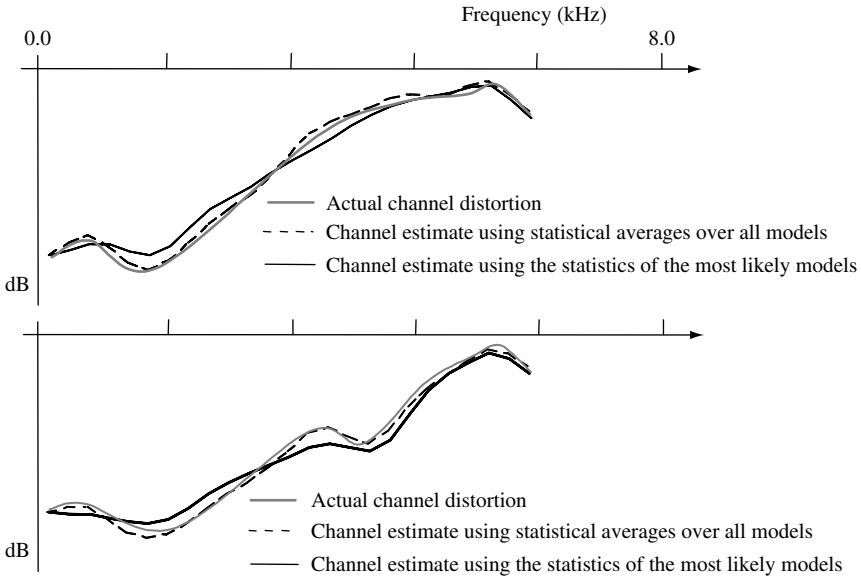 Frequency (kHz)
0.0 8.0
Actual channel distortion
Channel estimate using statistical averages over all models
Channel estimate using the statistics of the most likely models
dB
Actual channel distortion
Channel estimate using statistical averages over all models
dB
Channel estimate using the statistics of the most likely models